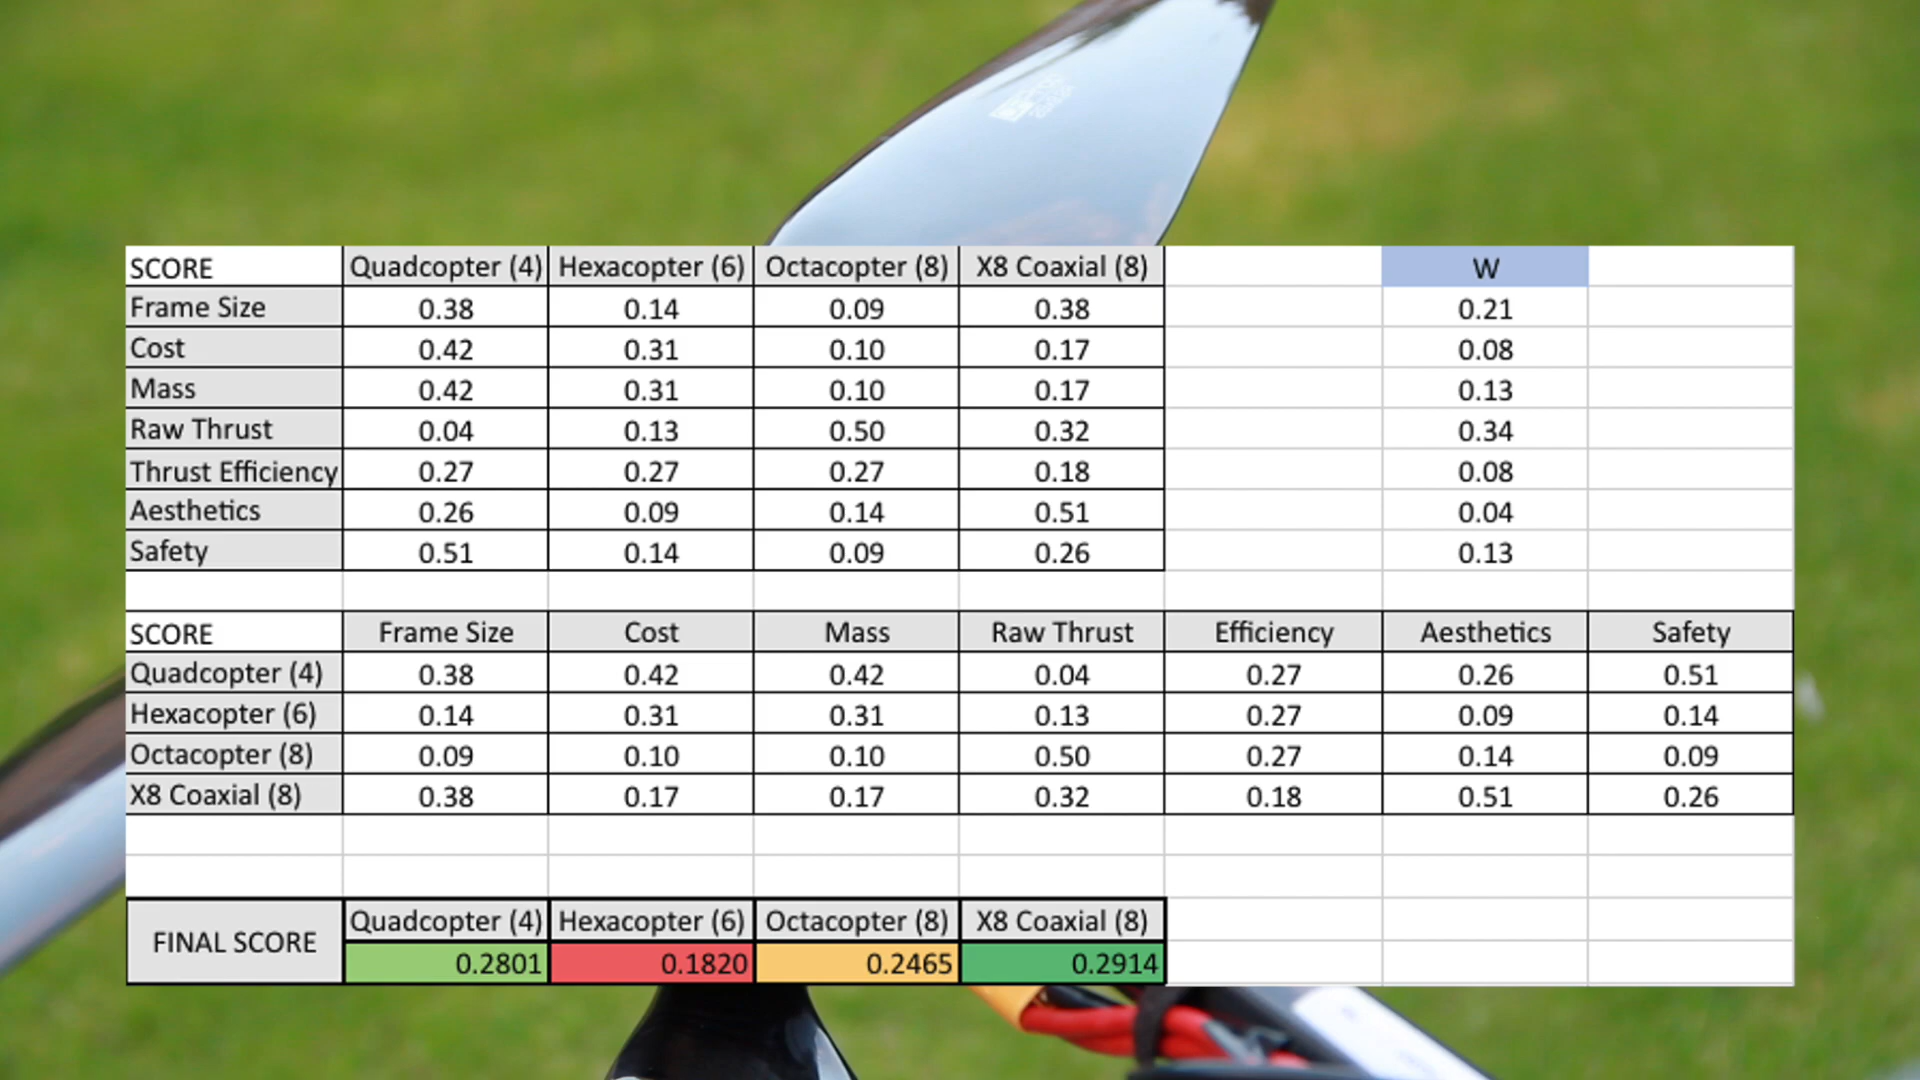 SCORE Quadcopter (4) Hexacopter (6) Octacopter (8) X8 Coaxial (8) W
Frame Size 0.38 0.14 0.09 0.38 0.21
Cost 0.42 0.31 0.10 0.17 0.08
Mass 0.42 0.31 0.10 0.17 0.13
Raw Thrust 0.04 0.13 0.50 0.32 0.34
Thrust Efficiency 0.27 0.27 0.27 0.18 0.08
Aesthetics 0.26 0.09 0.14 0.51 0.04
Safety 0.51 0.14 0.09 0.26 0.13
SCORE Frame Size Cost Mass Raw Thrust Efficiency Aesthetics Safety
Quadcopter (4) 0.38 0.42 0.42 0.04 0.27 0.26 0.51
Hexacopter (6) 0.14 0.31 0.31 0.13 0.27 0.09 0.14
Octacopter (8) 0.09 0.10 0.10 0.50 0.27 0.14 0.09
X8 Coaxial (8) 0.38 0.17 0.17 0.32 0.18 0.51 0.26
FINAL SCORE Quadcopter (4) Hexacopter (6) Octacopter (8) X8 Coaxial (8)
0.2801 0.1820 0.2465 0.2914